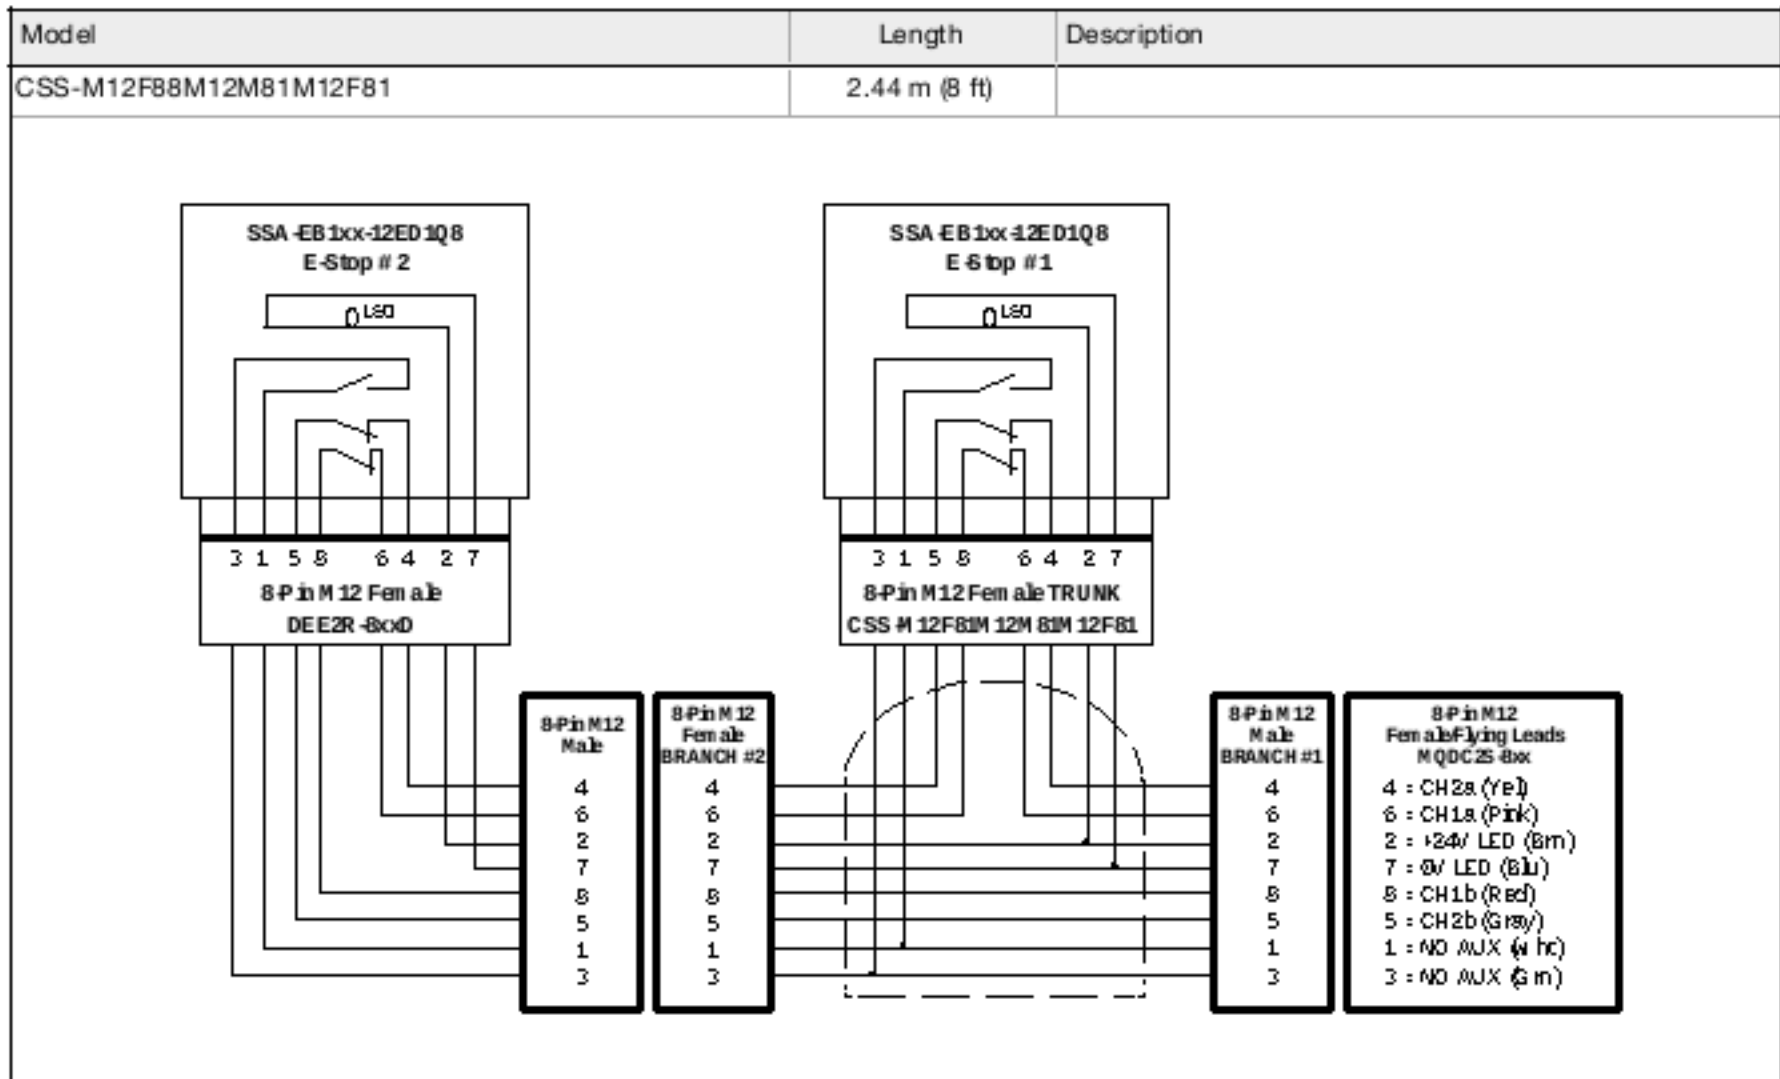 Model Length Description
CSS-M12F88M12M81M12F81 2.44 m (8 ft)
SSA-EB1xx-12ED1Q8
E-Stop #2
LED
3 1 5 8 6 4 2 7
8-Pin M12 Female
DEE2R-8xxD
SSA-EB1xx-12ED1Q8
E-Stop #1
LED
3 1 5 8 6 4 2 7
8-Pin M12 Female TRUNK
CSS-M12F81M12M81M12F81
8-Pin M12
Male
4
6
2
7
8
5
1
3
8-Pin M12
Female
BRANCH #2
4
6
2
7
8
5
1
3
8-Pin M12
Male
BRANCH #1
4
6
2
7
8
5
1
3
8-Pin M12
Female/Flying Leads
MQDC2S-8xx
4 = CH2a (Yel)
6 = CH1a (Pink)
2 = +24V LED (Brn)
7 = 0V LED (Blu)
8 = CH1b (Red)
5 = CH2b (Gray)
1 = NO AUX (Wht)
3 = NO AUX (Grn)